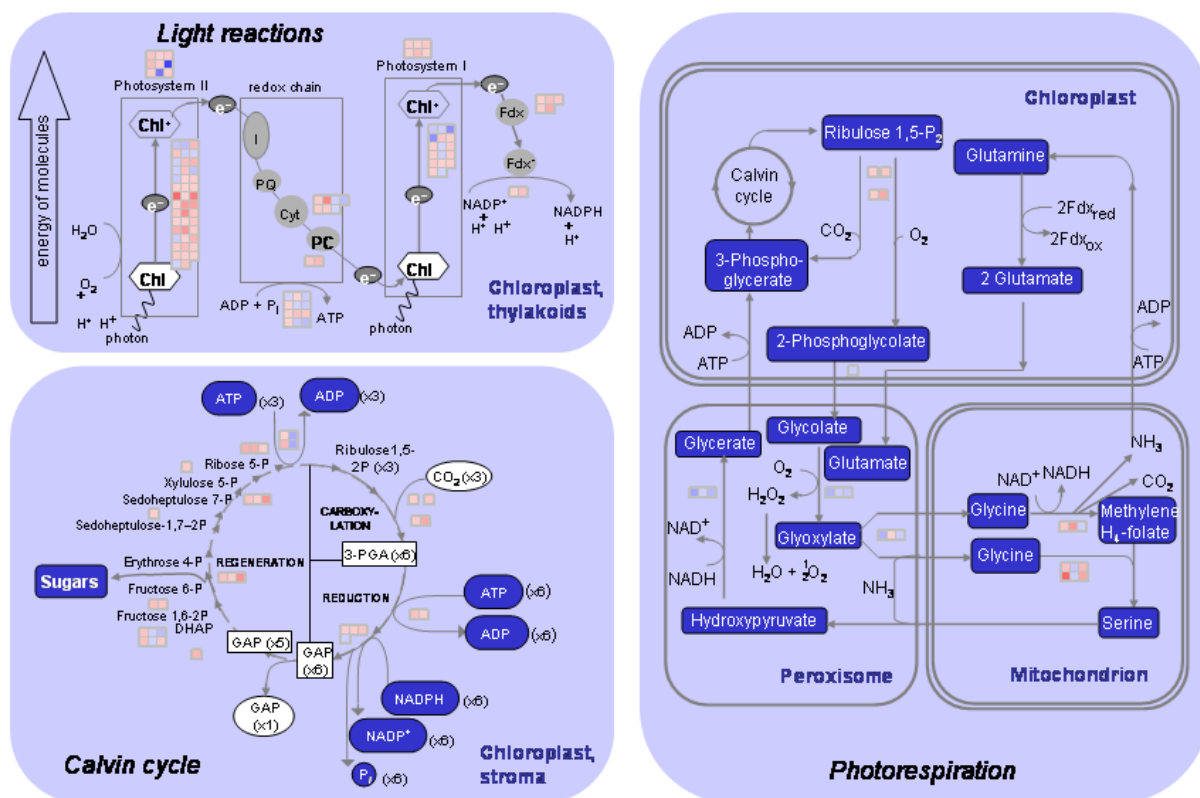 Light reactions
energy of molecules
Photosystem II
redox chain
Photosystem I
Chl⁺
e⁻
Chl⁺
e⁻
Fdx
I
Fdx⁻
PQ
e⁻
Cyt
e⁻
NADP⁺
+
H⁺ H⁺
NADPH
+
H⁺
H₂O
PC
O₂
+
H⁺ H⁺
Chl
e⁻
Chl
photon
ADP + Pᵢ
ATP
photon
Chloroplast,
thylakoids
ATP (x3)
ADP (x3)
Ribose 5-P
Ribulose1,5-
2P (x3)
Xylulose 5-P
CO₂(x3)
Sedoheptulose 7-P
Sedoheptulose-1,7–2P
CARBOXY-
LATION
3-PGA (x6)
Erythrose 4-P
REGENERATION
Sugars
Fructose 6-P
REDUCTION
ATP (x6)
Fructose 1,6-2P
DHAP
ADP (x6)
GAP (x5)
GAP
(x6)
GAP
(x1)
NADPH (x6)
NADP⁺ (x6)
Pᵢ (x6)
Calvin cycle
Chloroplast,
stroma
Chloroplast
Ribulose 1,5-P₂
Glutamine
Calvin
cycle
2Fdx red
2Fdx ox
CO₂
O₂
3-Phospho-
glycerate
2 Glutamate
ADP
ATP
2-Phosphoglycolate
ADP
ATP
Glycerate
Glycolate
Glutamate
O₂
H₂O₂
NH₃
NAD⁺ NADH
CO₂
NAD⁺
Glyoxylate
Glycine
Methylene
H₄-folate
Glycine
NADH
H₂O + ½O₂
NH₃
Hydroxypyruvate
Serine
Peroxisome
Mitochondrion
Photorespiration